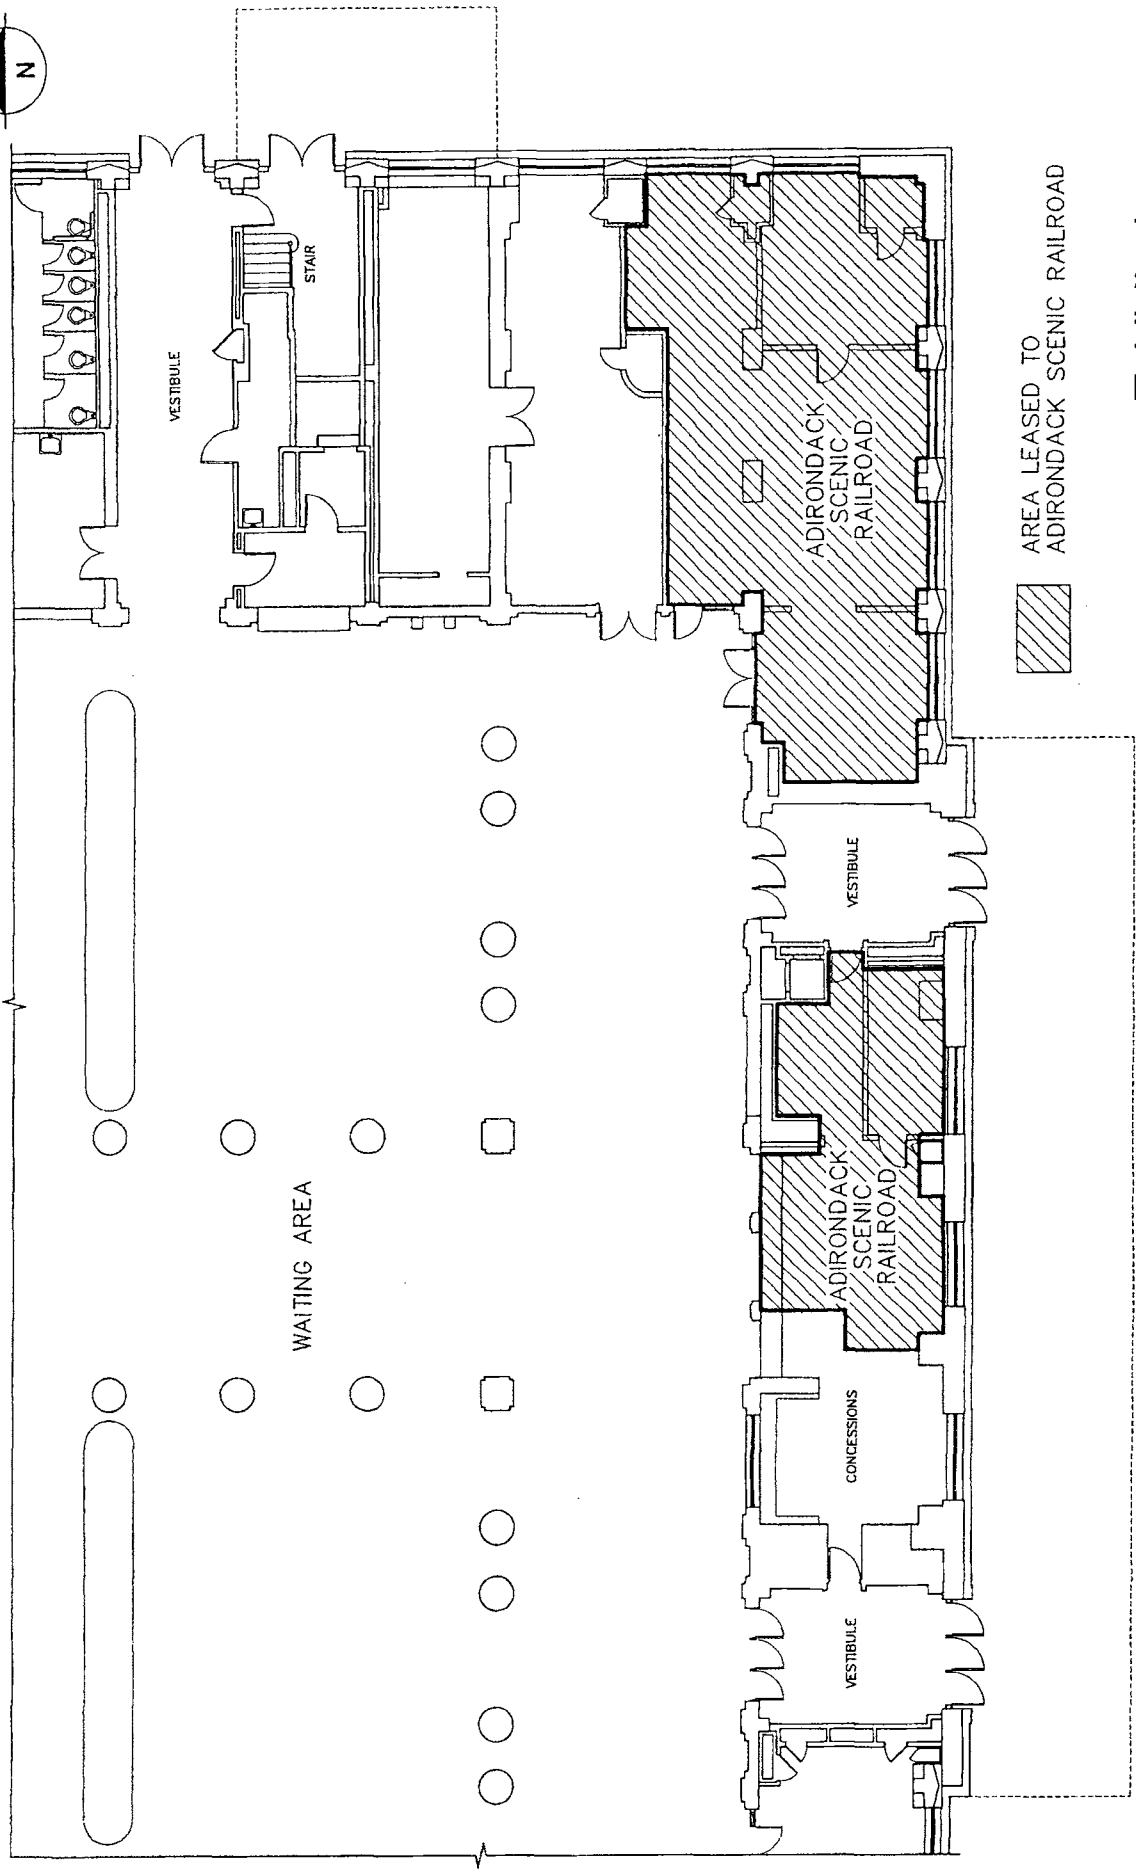 N
VESTIBULE
STAIR
WAITING AREA
ADIRONDACK
SCENIC
RAILROAD
VESTIBULE
ADIRONDACK
SCENIC
RAILROAD
CONCESSIONS
VESTIBULE
AREA LEASED TO
ADIRONDACK SCENIC RAILROAD